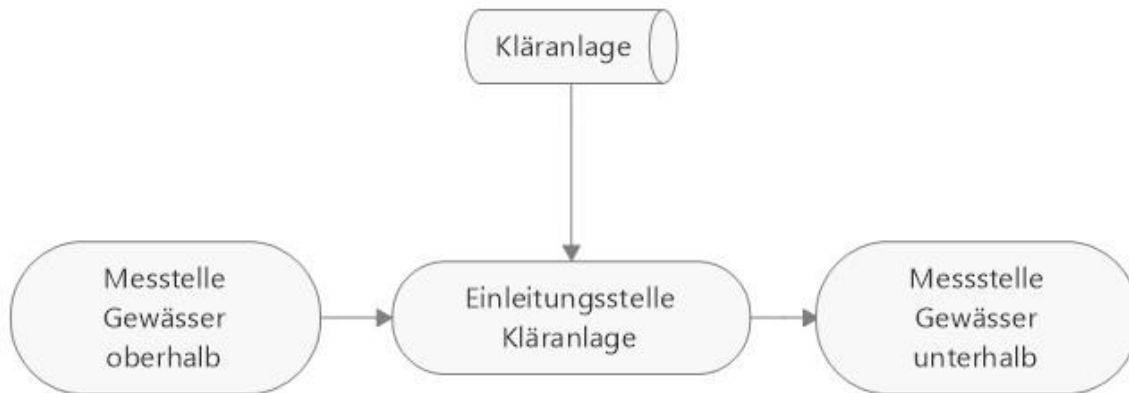 Kläranlage
Messtelle
Gewässer
oberhalb
Einleitungsstelle
Kläranlage
Messstelle
Gewässer
unterhalb